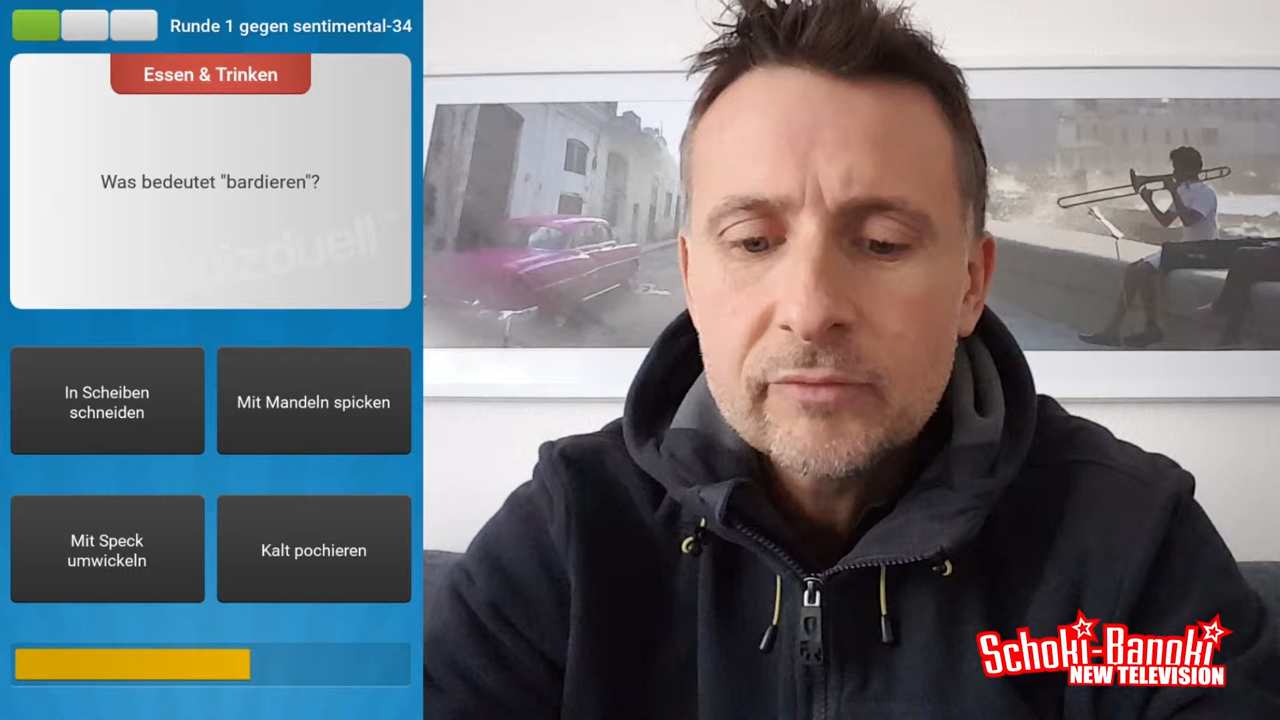 Runde 1 gegen sentimental-34
Essen & Trinken
Was bedeutet "bardieren"?
quizduell
In Scheiben
schneiden
Mit Mandeln spicken
Mit Speck
umwickeln
Kalt pochieren
Schoki-Banoki
NEW TELEVISION